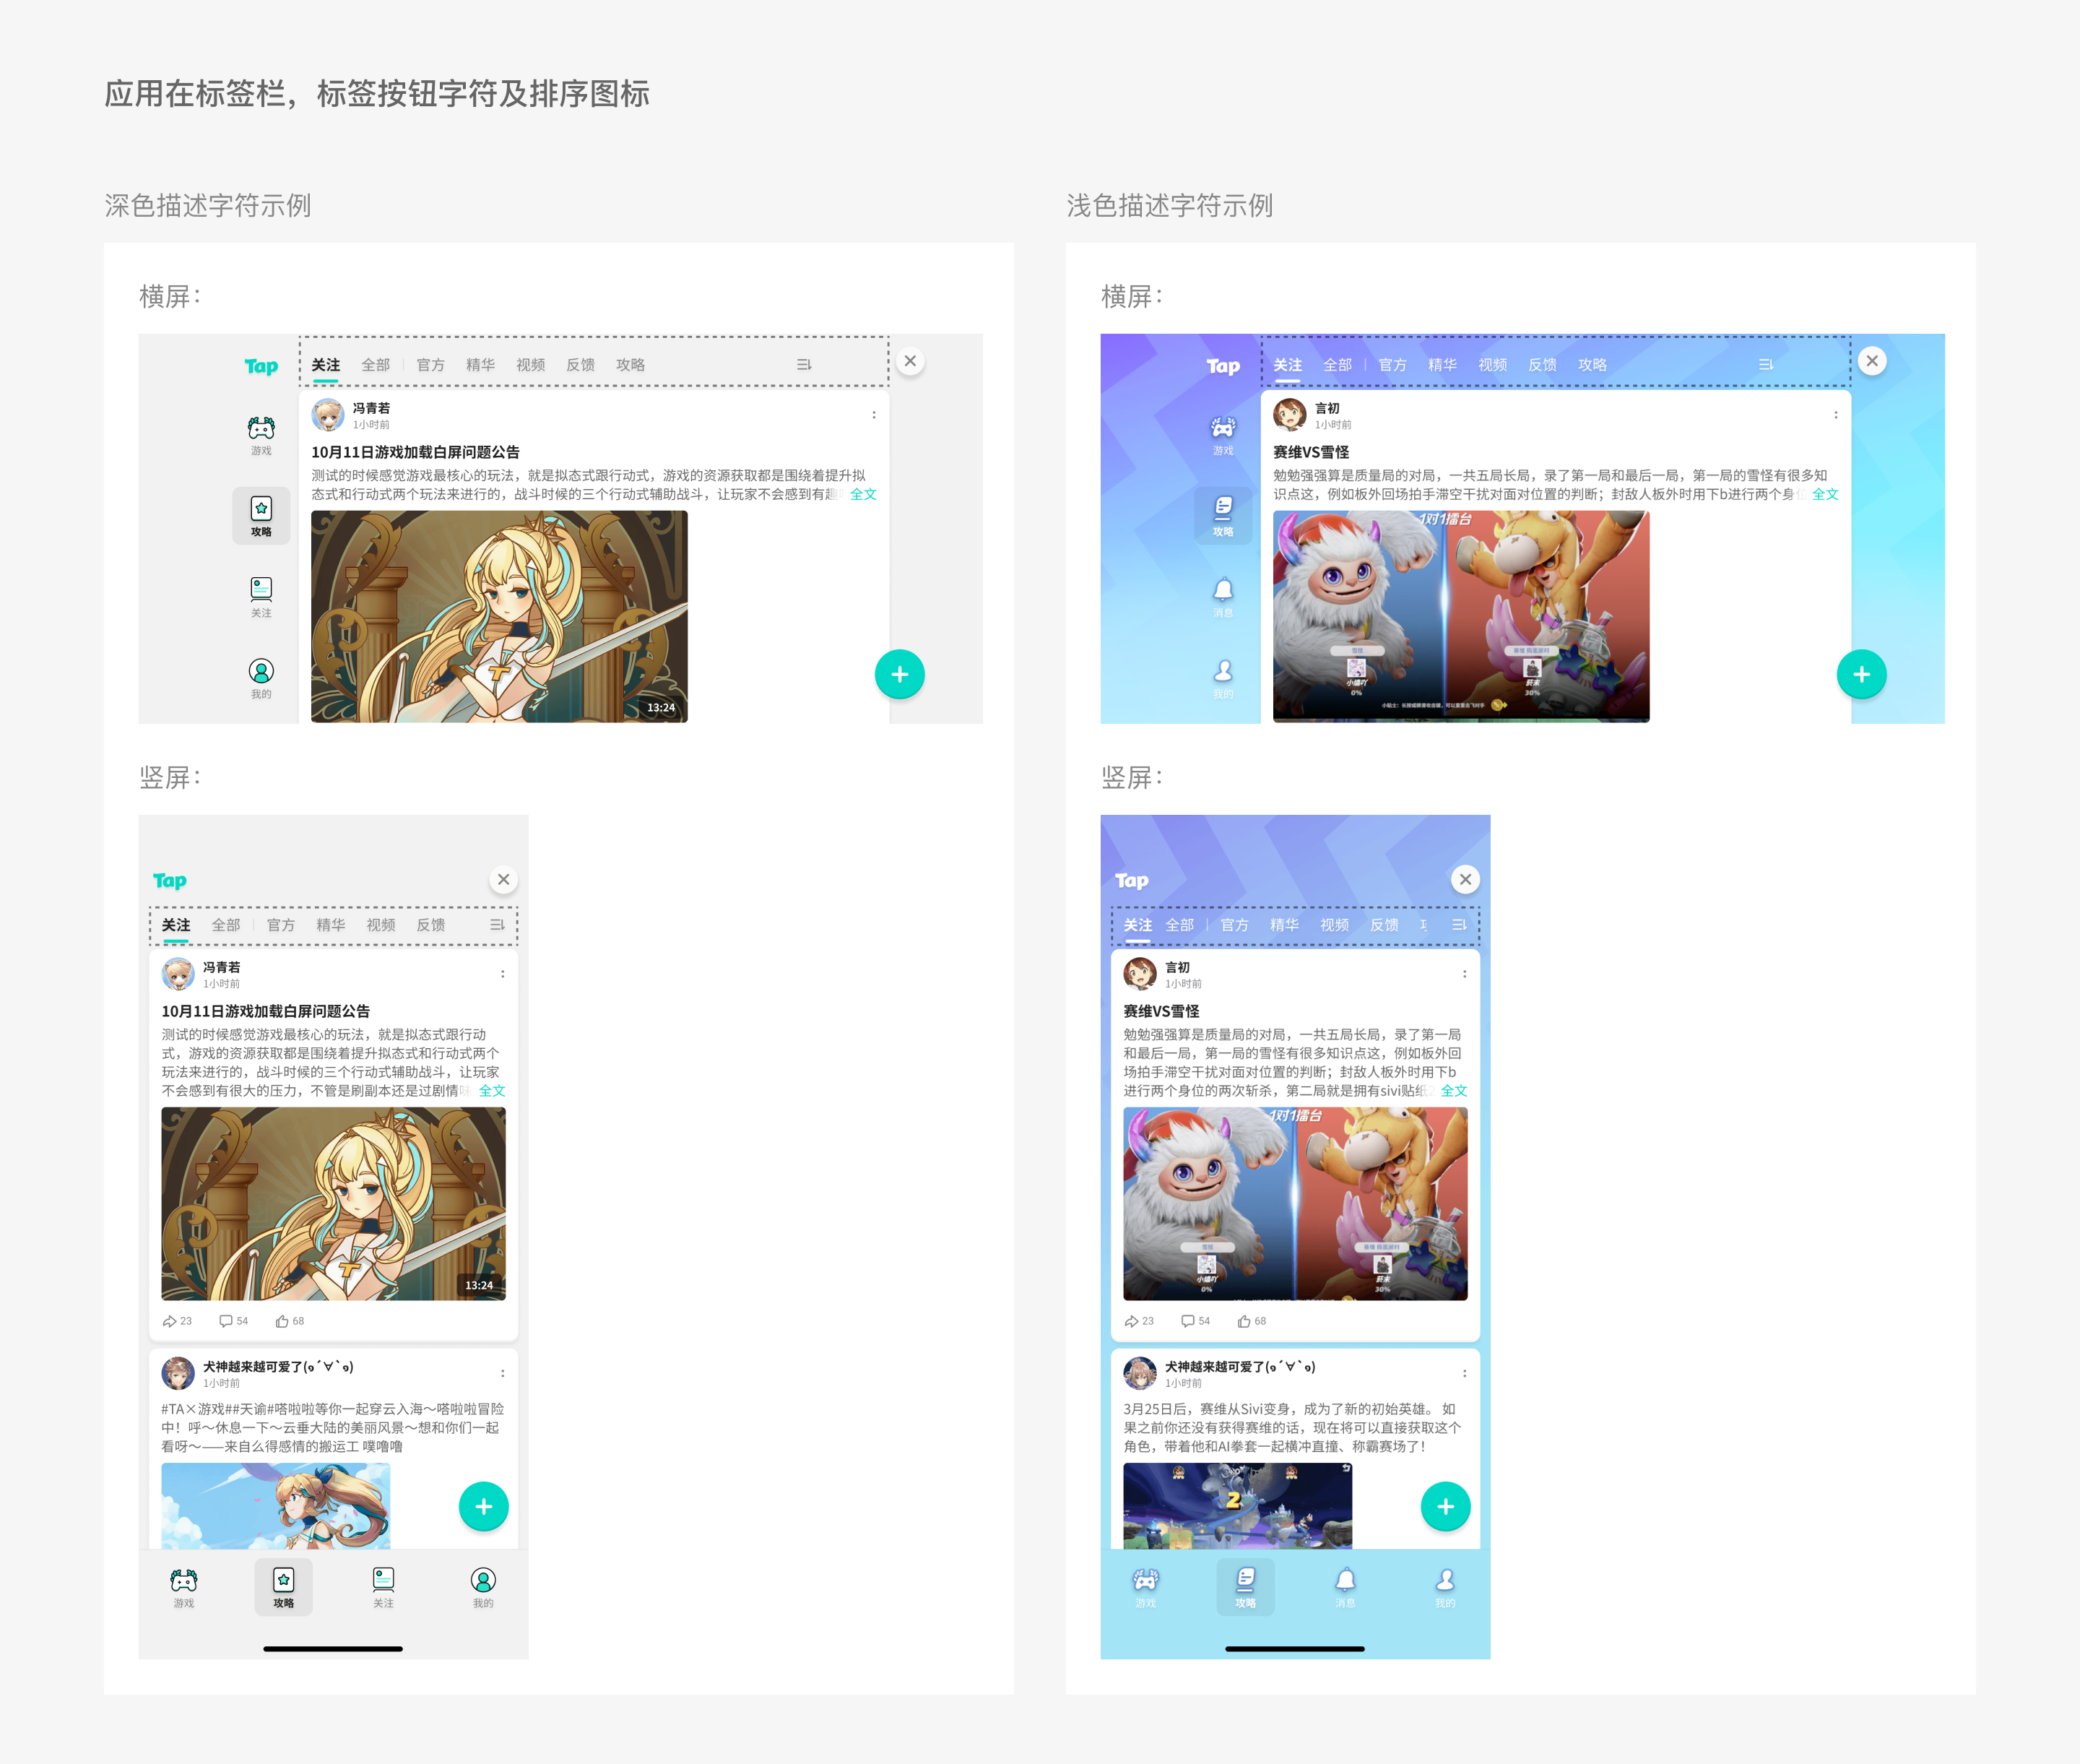 应用在标签栏，标签按钮字符及排序图标
深色描述字符示例
横屏：
Tap
关注 全部 官方 精华 视频 反馈 攻略
游戏
攻略
关注
我的
冯青若
1小时前
10月11日游戏加载白屏问题公告
测试的时候感觉游戏最核心的玩法，就是拟态式跟行动式，游戏的资源获取都是围绕着提升拟
态式和行动式两个玩法来进行的，战斗时候的三个行动式辅助战斗，让玩家不会感到有趣 全文
13:24
竖屏：
Tap
关注 全部 官方 精华 视频 反馈
冯青若
1小时前
10月11日游戏加载白屏问题公告
测试的时候感觉游戏最核心的玩法，就是拟态式跟行动
式，游戏的资源获取都是围绕着提升拟态式和行动式两个
玩法来进行的，战斗时候的三个行动式辅助战斗，让玩家
不会感到有很大的压力，不管是刷副本还是过剧情味 全文
13:24
23 54 68
犬神越来越可爱了(๑´∀`๑)
1小时前
#TA×游戏##天谕#嗒啦啦等你一起穿云入海～嗒啦啦冒险
中！呼～休息一下～云垂大陆的美丽风景～想和你们一起
看呀～——来自么得感情的搬运工 噗噜噜
游戏 攻略 关注 我的
浅色描述字符示例
横屏：
Tap
关注 全部 官方 精华 视频 反馈 攻略
游戏
攻略
消息
我的
言初
1小时前
赛维VS雪怪
勉勉强强算是质量局的对局，一共五局长局，录了第一局和最后一局，第一局的雪怪有很多知
识点这，例如板外回场拍手滞空干扰对面对位置的判断；封敌人板外时用下b进行两个身位 全文
1对1擂台
0%
30%
竖屏：
Tap
关注 全部 官方 精华 视频 反馈
言初
1小时前
赛维VS雪怪
勉勉强强算是质量局的对局，一共五局长局，录了第一局
和最后一局，第一局的雪怪有很多知识点这，例如板外回
场拍手滞空干扰对面对位置的判断；封敌人板外时用下b
进行两个身位的两次斩杀，第二局就是拥有sivi贴纸 全文
1对1擂台
0%
30%
23 54 68
犬神越来越可爱了(๑´∀`๑)
1小时前
3月25日后，赛维从Sivi变身，成为了新的初始英雄。 如
果之前你还没有获得赛维的话，现在将可以直接获取这个
角色，带着他和AI拳套一起横冲直撞、称霸赛场了！
2
游戏 攻略 消息 我的